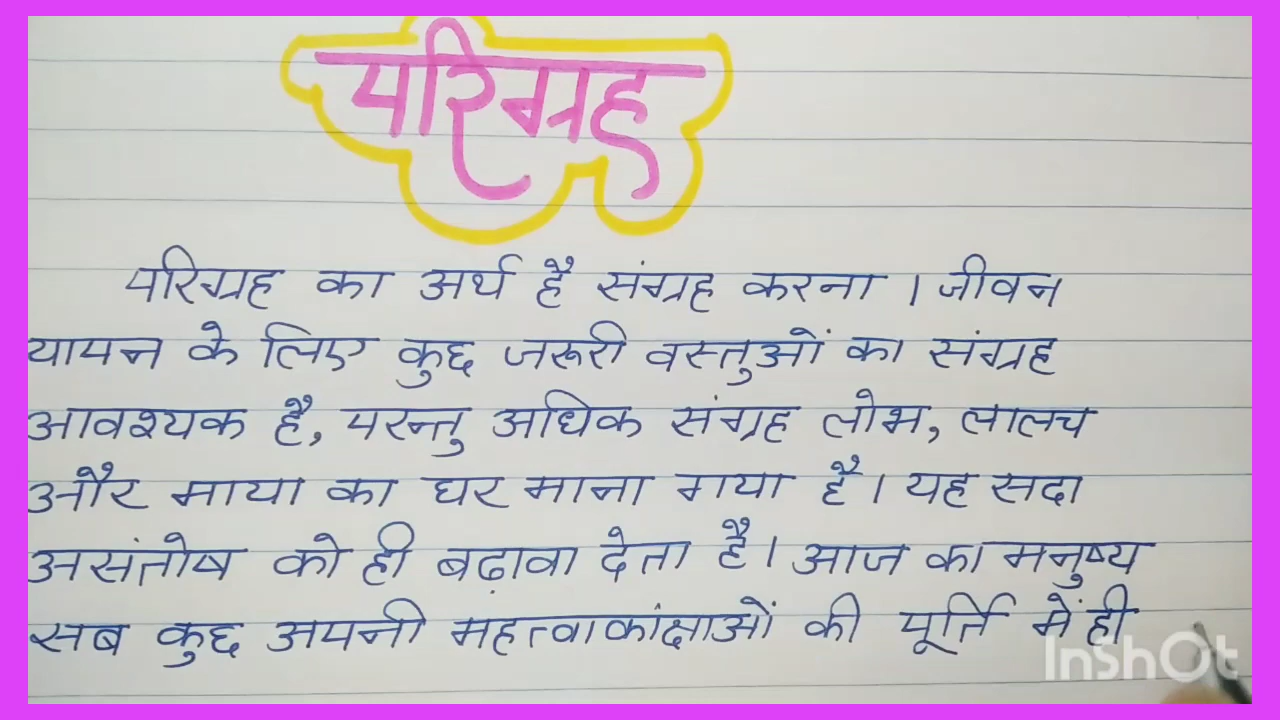 परिग्रह
परिग्रह का अर्थ है संग्रह करना । जीवन
यापन के लिए कुछ जरूरी वस्तुओं का संग्रह
आवश्यक है, परन्तु अधिक संग्रह लोभ, लालच
और माया का घर माना गया है । यह सदा
असंतोष को ही बढ़ावा देता है । आज का मनुष्य
सब कुछ अपनी महत्वाकांक्षाओं की पूर्ति में ही
InShOt